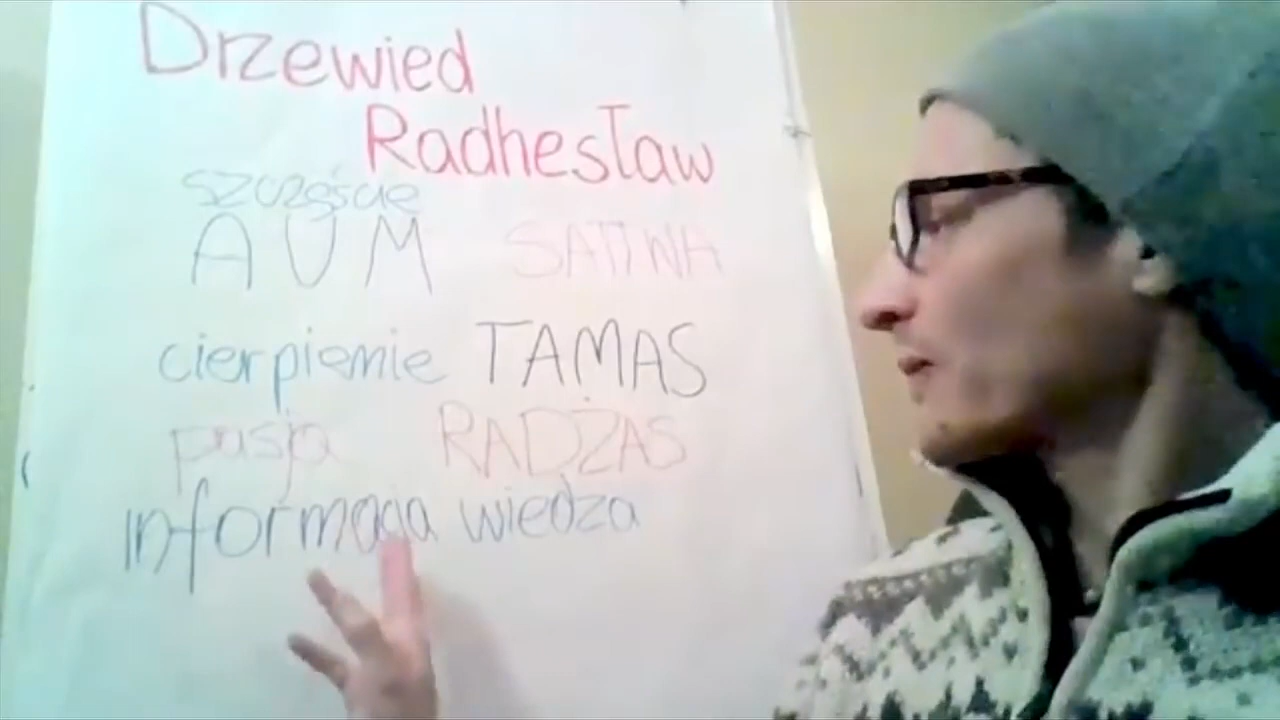 Drzewied
Radhesław
szczęście
AUM SATTWA
cierpienie TAMAS
pasja RADŻAS
informacja wiedza